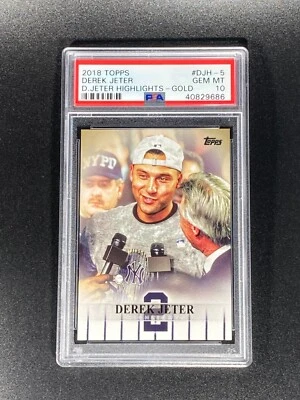 2018 TOPPS #DJH-5
DEREK JETER GEM MT
D.JETER HIGHLIGHTS-GOLD 10
PSA 40829686
Topps
NYPD
NY
2
DEREK JETER